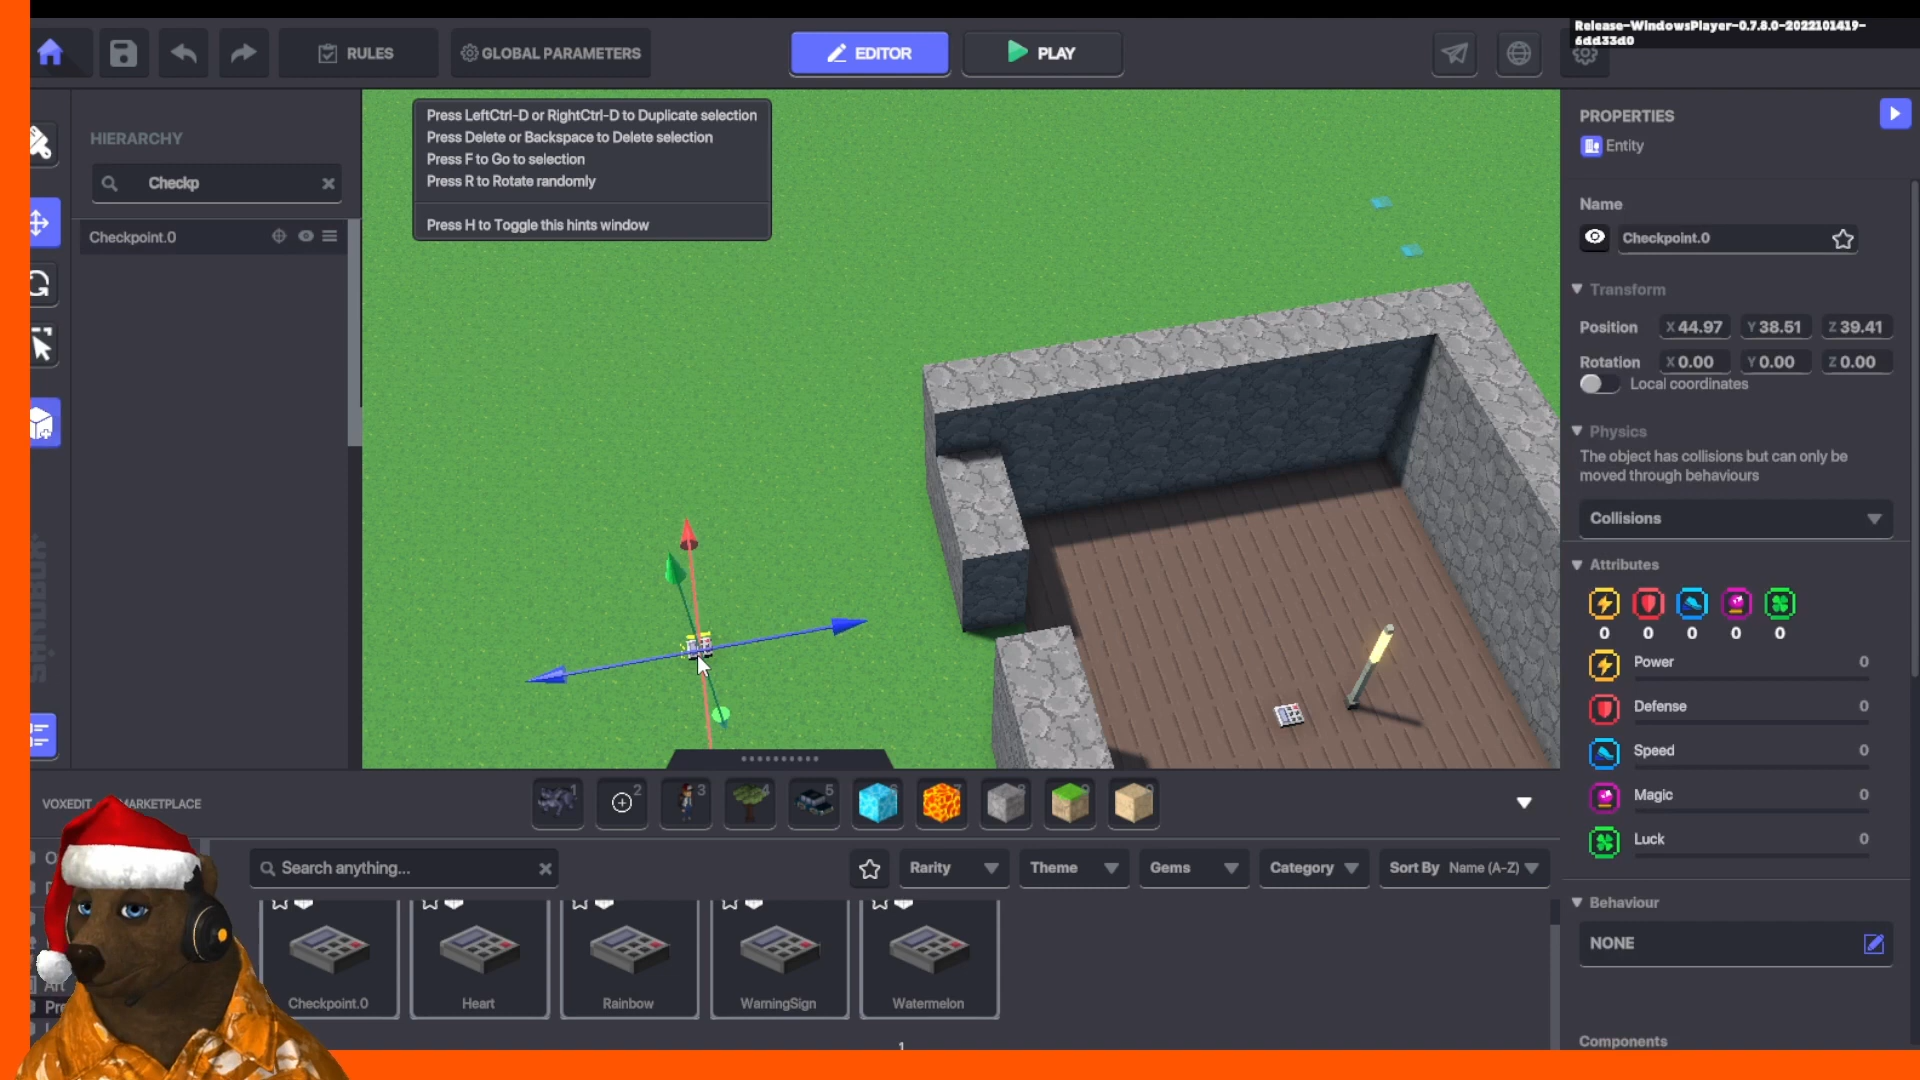 Release-WindowsPlayer-0.7.8.0-2022101419-
6dd33d0
RULES
GLOBAL PARAMETERS
EDITOR
PLAY
HIERARCHY
Checkp
Checkpoint.0
Press LeftCtrl-D or RightCtrl-D to Duplicate selection
Press Delete or Backspace to Delete selection
Press F to Go to selection
Press R to Rotate randomly
Press H to Toggle this hints window
PROPERTIES
Entity
Name
Checkpoint.0
Transform
Position X 44.97 Y 38.51 Z 39.41
Rotation X 0.00 Y 0.00 Z 0.00
Local coordinates
Physics
The object has collisions but can only be
moved through behaviours
Collisions
Attributes
0 0 0 0 0
Power 0
Defense 0
Speed 0
Magic 0
Luck 0
Behaviour
NONE
Components
VOXEDIT
MARKETPLACE
1 2 3 4 5
Search anything...
Rarity
Theme
Gems
Category
Sort By Name (A-Z)
Checkpoint.0
Heart
Rainbow
WarningSign
Watermelon
1